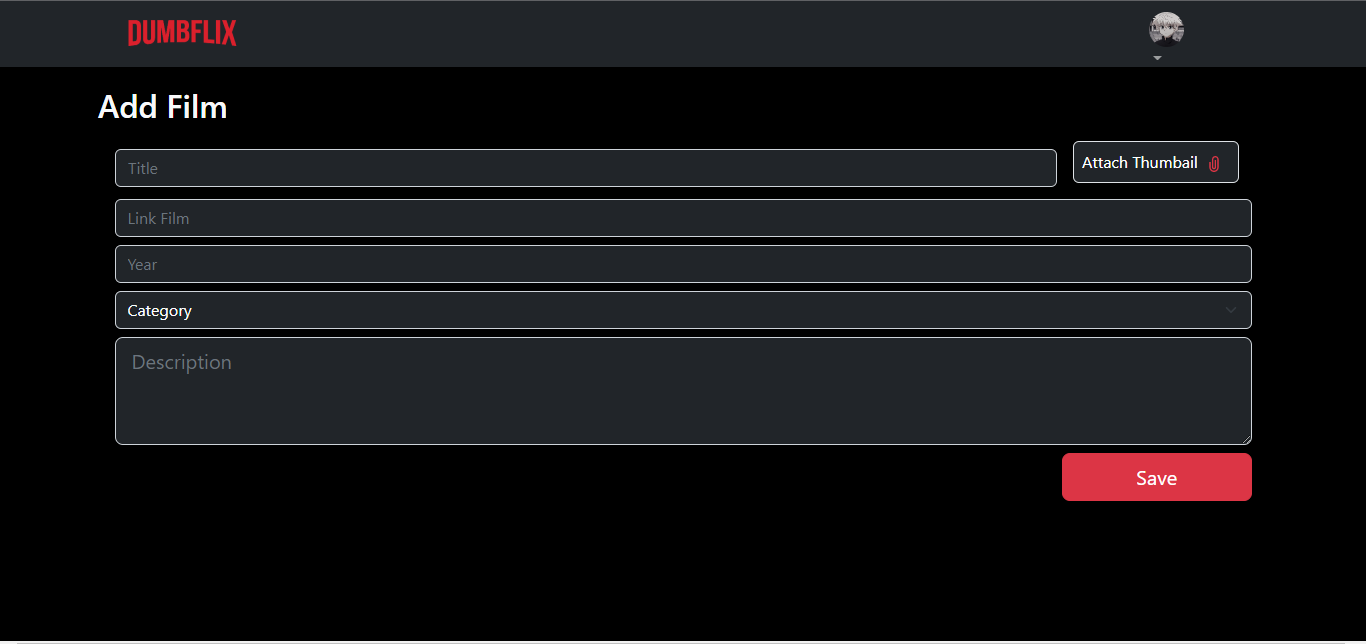 DUMBFLIX
Add Film
Title
Attach Thumbail
Link Film
Year
Category
Description
Save